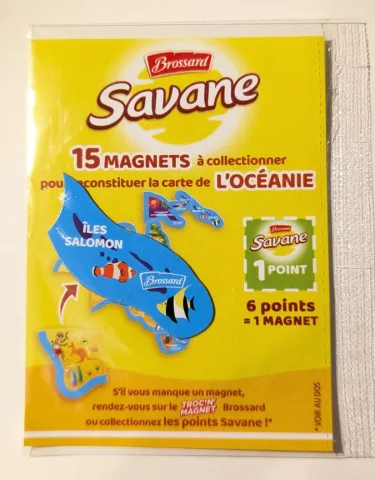 Brossard
Savane
15 MAGNETS à collectionner
pour reconstituer la carte de L'OCÉANIE
ÎLES
SALOMON
Brossard
Brossard
Savane
1 POINT
6 points
= 1 MAGNET
S'il vous manque un magnet,
rendez-vous sur le TROC'N' MAGNET Brossard
ou collectionnez les points Savane !*
* VOIR AU DOS